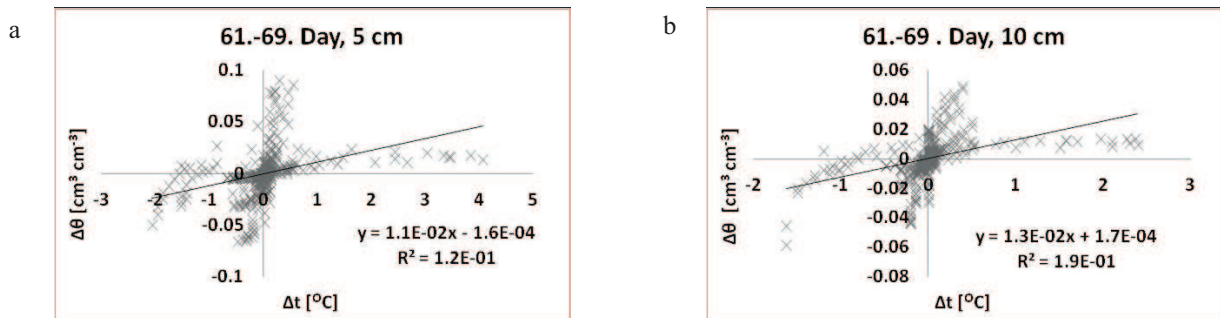 a
61.-69. Day, 5 cm
Δθ [cm³ cm⁻³]
0.1
0.05
0
-0.05
-0.1
-3 -2 -1 0 1 2 3 4 5
y = 1.1E-02x - 1.6E-04
R² = 1.2E-01
Δt [⁰C]
b
61.-69 . Day, 10 cm
Δθ [cm³ cm⁻³]
0.06
0.04
0.02
0
-0.02
-0.04
-0.06
-0.08
-2 -1 0 1 2 3
y = 1.3E-02x + 1.7E-04
R² = 1.9E-01
Δt [⁰C]